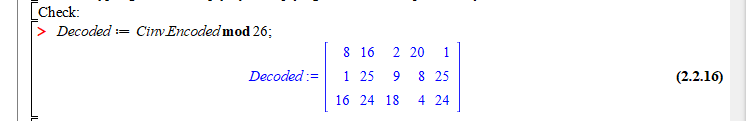 Check:
> Decoded := Cinv.Encoded mod 26;
8 16 2 20 1
Decoded := 1 25 9 8 25 (2.2.16)
16 24 18 4 24